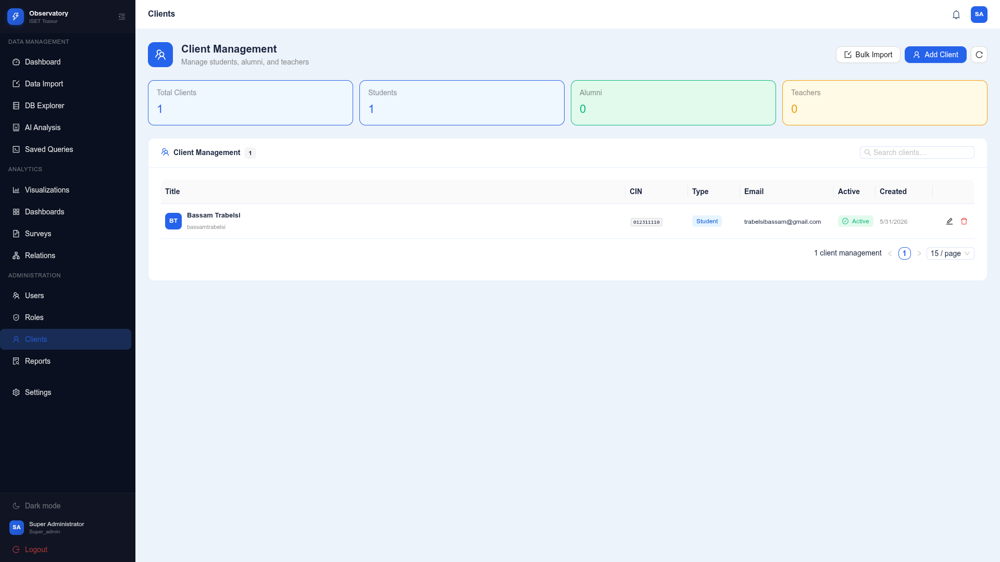 Observatory
ISET Tozeur
DATA MANAGEMENT
Dashboard
Data Import
DB Explorer
AI Analysis
Saved Queries
ANALYTICS
Visualizations
Dashboards
Surveys
Relations
ADMINISTRATION
Users
Roles
Clients
Reports
Settings
Dark mode
SA
Super Administrator
Super_admin
Logout
Clients
SA
Client Management
Manage students, alumni, and teachers
Bulk Import
Add Client
Total Clients
1
Students
1
Alumni
0
Teachers
0
Client Management 1
Search clients...
Title CIN Type Email Active Created
BT
Bassam Trabelsi
bassamtrabelsi
012311110
Student
trabelsibassam@gmail.com
Active
5/31/2026
1 client management < 1 > 15 / page